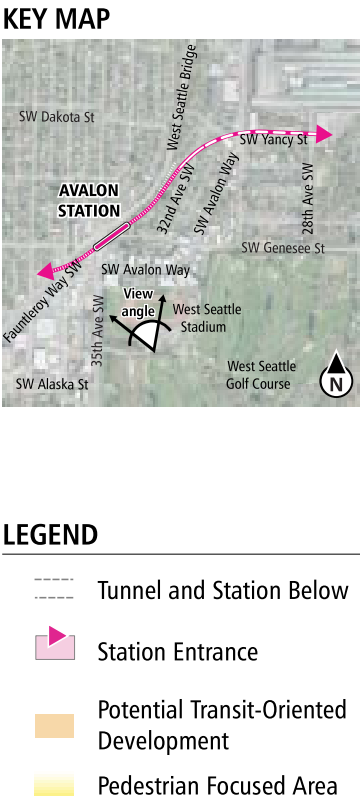 KEY MAP
West Seattle Bridge
SW Dakota St
SW Yancy St
AVALON
STATION
32nd Ave SW
SW Avalon Way
28th Ave SW
SW Genesee St
SW Avalon Way
Fauntleroy Way SW
View
angle
35th Ave SW
West Seattle
Stadium
West Seattle
Golf Course
SW Alaska St
N
LEGEND
Tunnel and Station Below
Station Entrance
Potential Transit-Oriented
Development
Pedestrian Focused Area